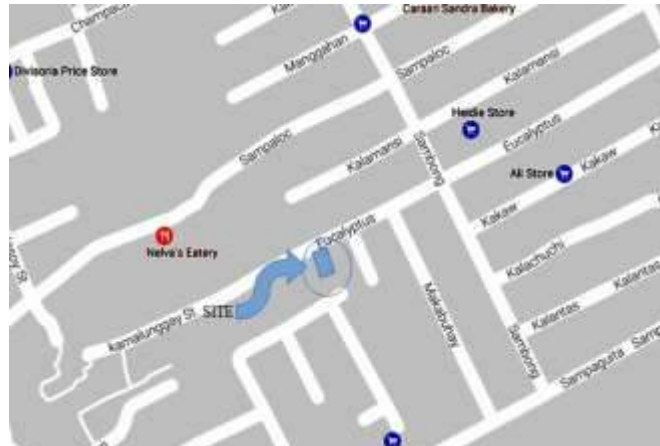 Champaca
Caraan Sandra Bakery
Divisoria Price Store
Manggahan
Sampaloc
Kalamansi
Heidie Store
Eucalyptus
Sampaloc
Kalamansi
Sambong
Ali Store
Kakaw
Kakaw
Nelva's Eatery
Eucalyptus
Kalachuchi
Kalantas
Makabuhay
SITE
kamalunggay St
Sambong
Kalantas
Sampaguita